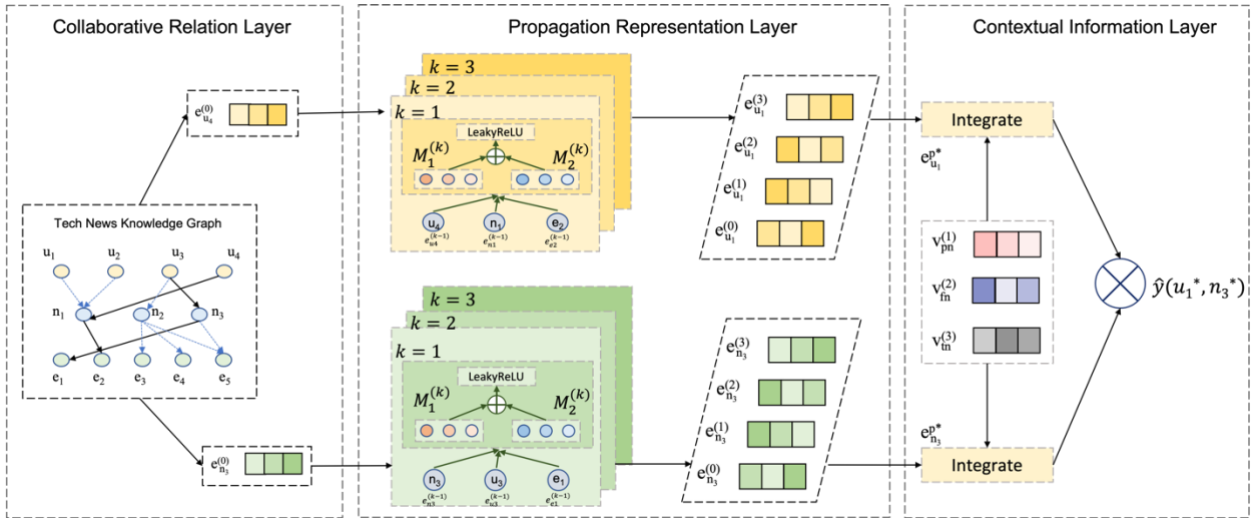 Collaborative Relation Layer
Propagation Representation Layer
Contextual Information Layer
e_{u_4}^{(0)}
Tech News Knowledge Graph
u_1 u_2 u_3 u_4
n_1 n_2 n_3
e_1 e_2 e_3 e_4 e_5
e_{n_3}^{(0)}
k = 3
k = 2
k = 1
LeakyReLU
M_1^{(k)} M_2^{(k)}
u_4 n_1 e_2
e_{u4}^{(k-1)} e_{n1}^{(k-1)} e_{e2}^{(k-1)}
k = 3
k = 2
k = 1
LeakyReLU
M_1^{(k)} M_2^{(k)}
n_3 u_3 e_1
e_{n3}^{(k-1)} e_{u3}^{(k-1)} e_{e1}^{(k-1)}
e_{u_1}^{(3)}
e_{u_1}^{(2)}
e_{u_1}^{(1)}
e_{u_1}^{(0)}
e_{n_3}^{(3)}
e_{n_3}^{(2)}
e_{n_3}^{(1)}
e_{n_3}^{(0)}
Integrate
e_{u_1}^{p*}
v_{pn}^{(1)}
v_{fn}^{(2)}
v_{tn}^{(3)}
e_{n_3}^{p*}
Integrate
ŷ(u_1*, n_3*)